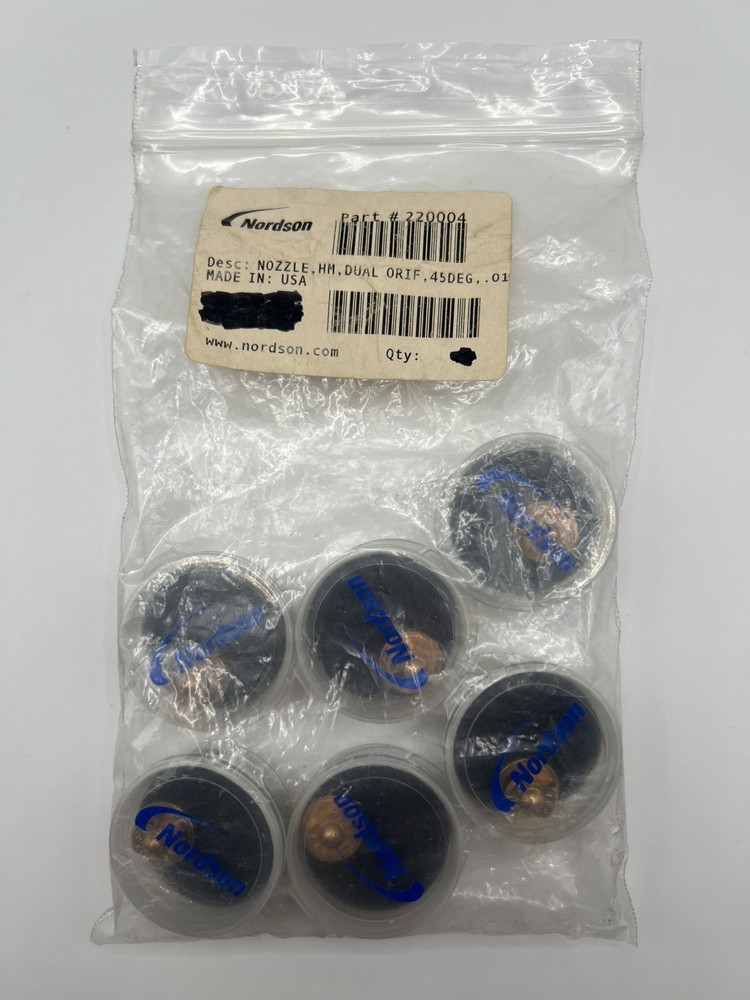 Nordson
Part # 220004
Desc: NOZZLE,HM,DUAL ORIF,45DEG,.01
MADE IN: USA
www.nordson.com
Qty:
Nordson
Nordson
Nordson
Nordson
Nordson
Nordson